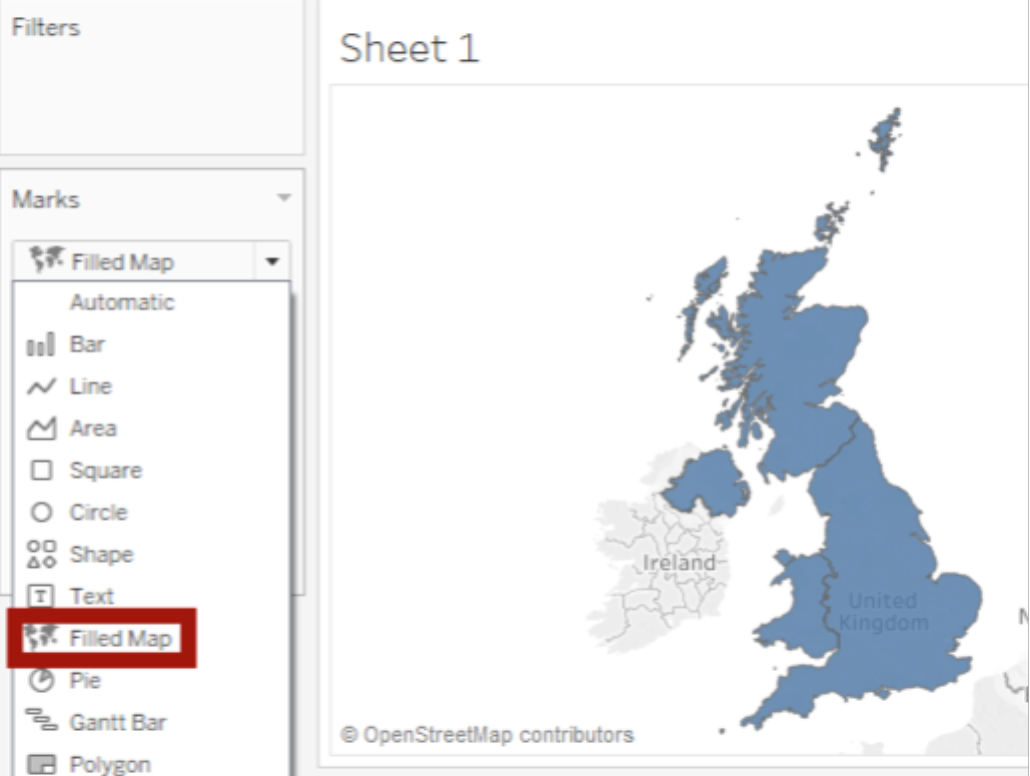 Filters
Marks
Filled Map
Automatic
Bar
Line
Area
Square
Circle
Shape
Text
Filled Map
Pie
Gantt Bar
Polygon
Sheet 1
Ireland
United
Kingdom
© OpenStreetMap contributors